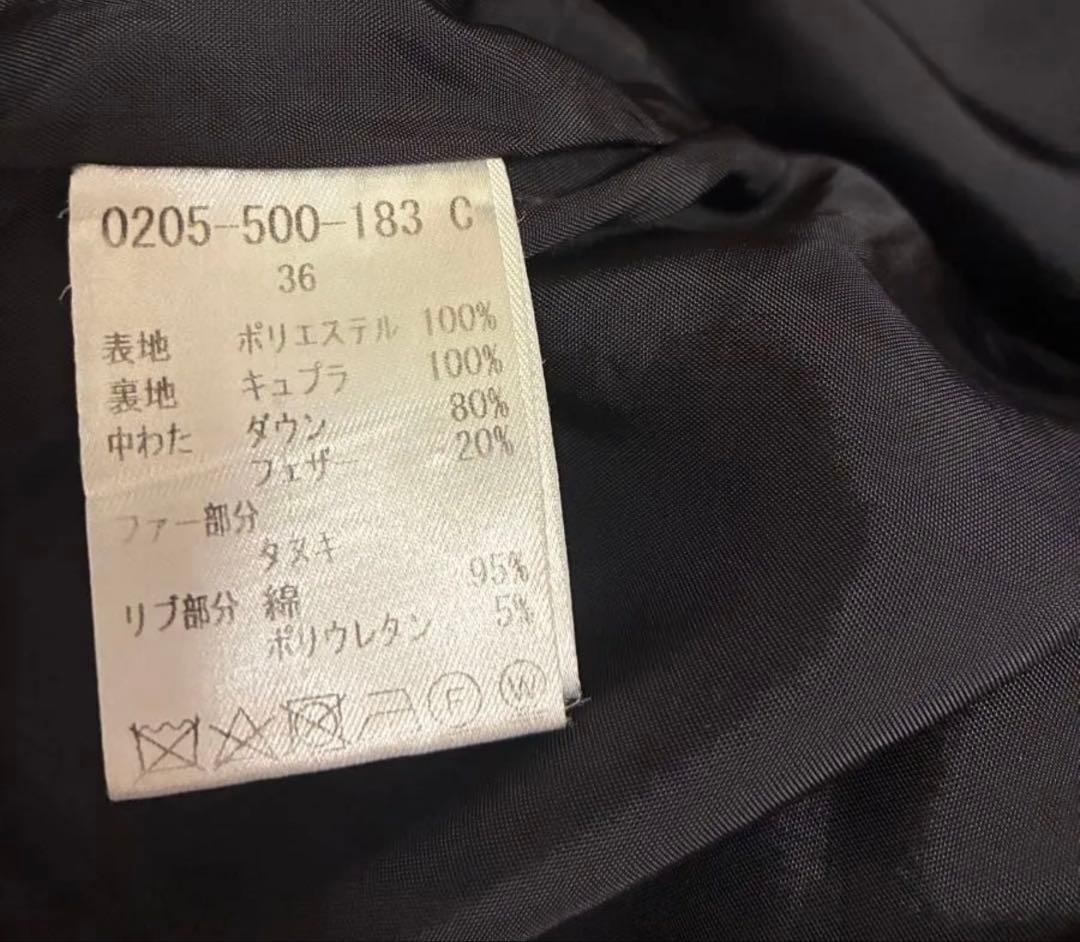 0205-500-183 C
36
表地 ポリエステル 100%
裏地 キュプラ 100%
中わた ダウン 80%
フェザー 20%
ファー部分
タヌキ
リブ部分 綿 95%
ポリウレタン 5%
F W